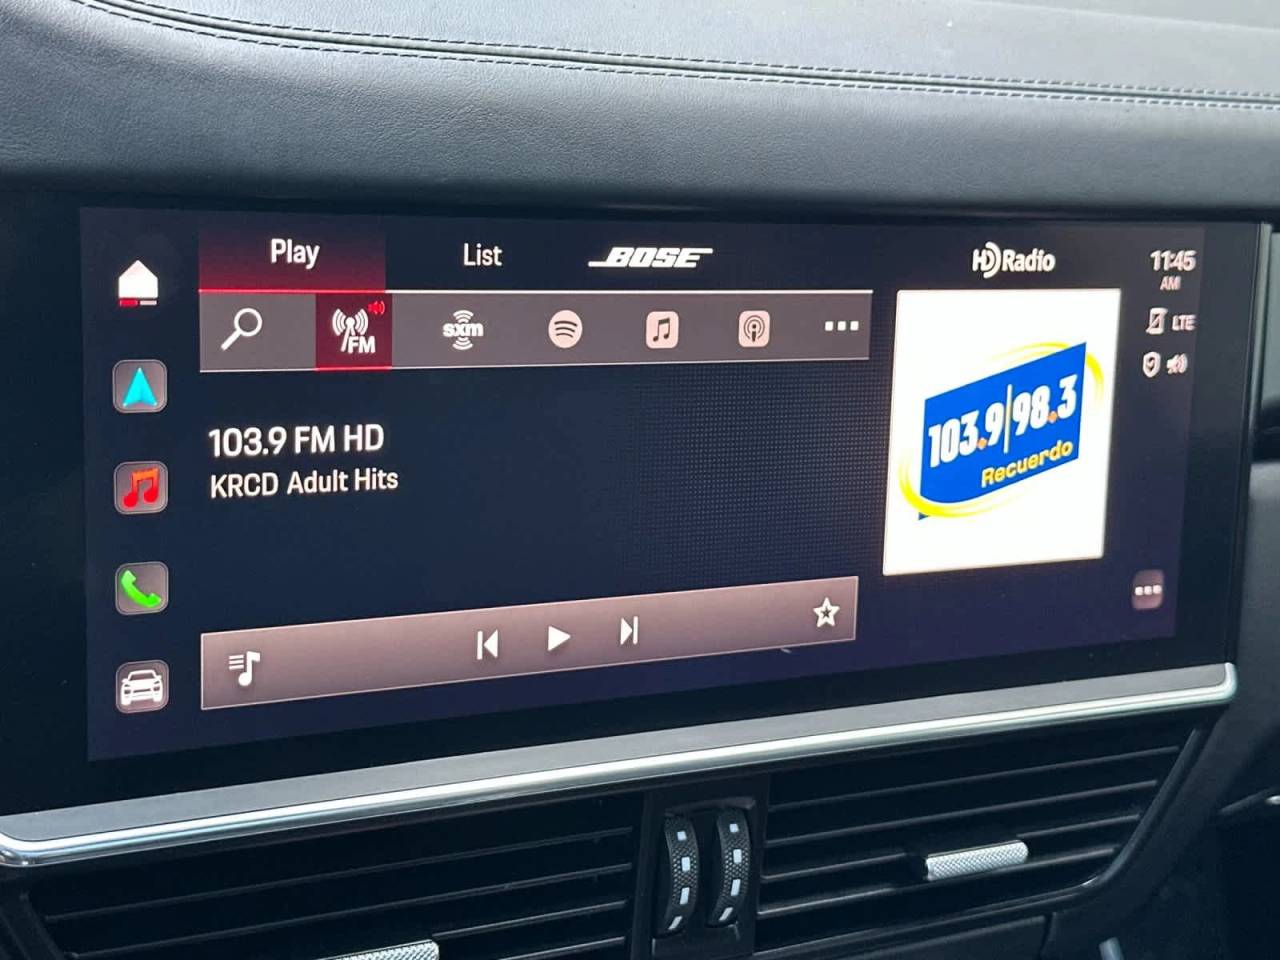 Play
List
BOSE
HD Radio
11:45
AM
FM
sxm
LTE
103.9 FM HD
KRCD Adult Hits
103.9|98.3
Recuerdo